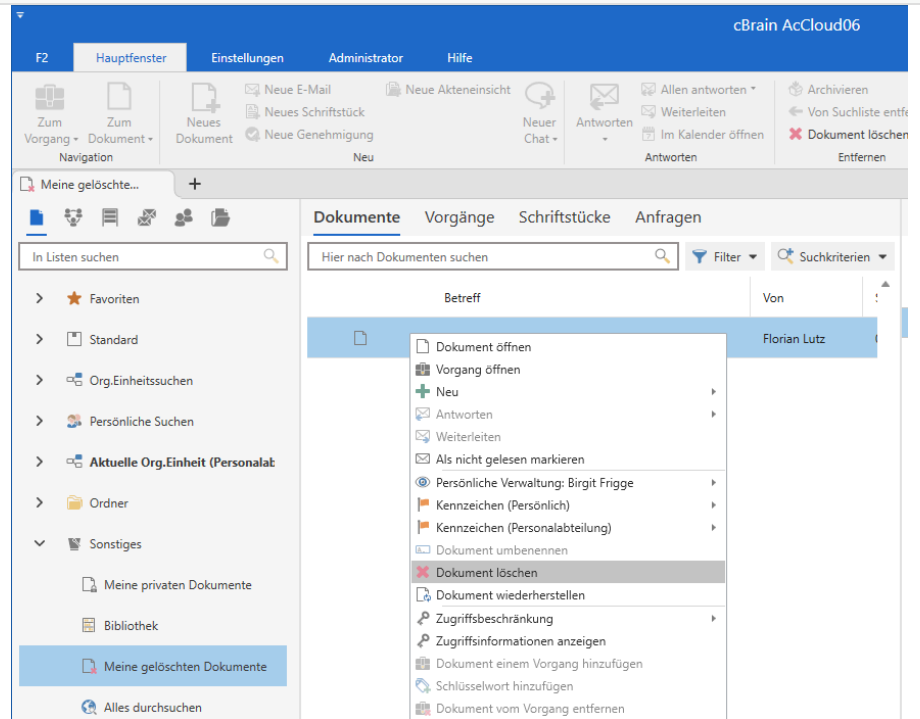 cBrain AcCloud06
F2 Hauptfenster Einstellungen Administrator Hilfe
Zum Vorgang
Zum Dokument
Navigation
Neues Dokument
Neue E-Mail
Neues Schriftstück
Neue Genehmigung
Neue Akteneinsicht
Neuer Chat
Neu
Antworten
Allen antworten
Weiterleiten
Im Kalender öffnen
Antworten
Archivieren
Von Suchliste entfe
Dokument löschen
Entfernen
Meine gelöschte... +
In Listen suchen
Favoriten
Standard
Org.Einheitssuchen
Persönliche Suchen
Aktuelle Org.Einheit (Personalab
Ordner
Sonstiges
Meine privaten Dokumente
Bibliothek
Meine gelöschten Dokumente
Alles durchsuchen
Dokumente Vorgänge Schriftstücke Anfragen
Hier nach Dokumenten suchen
Filter
Suchkriterien
Betreff Von
Florian Lutz
Dokument öffnen
Vorgang öffnen
Neu
Antworten
Weiterleiten
Als nicht gelesen markieren
Persönliche Verwaltung: Birgit Frigge
Kennzeichen (Persönlich)
Kennzeichen (Personalabteilung)
Dokument umbenennen
Dokument löschen
Dokument wiederherstellen
Zugriffsbeschränkung
Zugriffsinformationen anzeigen
Dokument einem Vorgang hinzufügen
Schlüsselwort hinzufügen
Dokument vom Vorgang entfernen